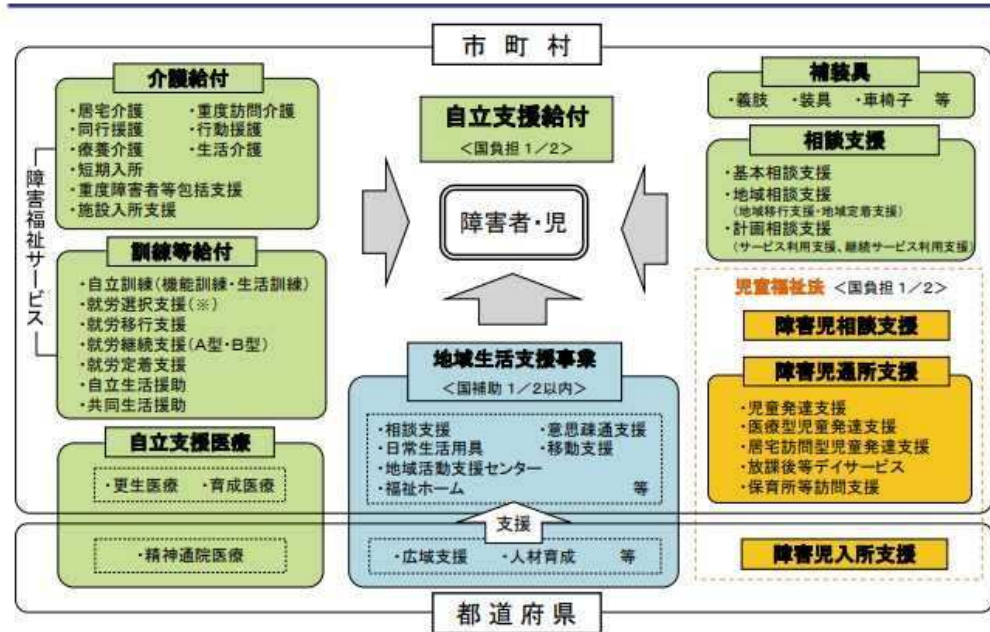 市町村
介護給付
・居宅介護 ・重度訪問介護
・同行援護 ・行動援護
・療養介護 ・生活介護
・短期入所
・重度障害者等包括支援
・施設入所支援
障害福祉サービス
訓練等給付
・自立訓練(機能訓練・生活訓練)
・就労選択支援(※)
・就労移行支援
・就労継続支援(A型・B型)
・就労定着支援
・自立生活援助
・共同生活援助
自立支援医療
・更生医療 ・育成医療
・精神通院医療
自立支援給付
<国負担1/2>
障害者・児
地域生活支援事業
<国補助1/2以内>
・相談支援 ・意思疎通支援
・日常生活用具 ・移動支援
・地域活動支援センター
・福祉ホーム 等
支援
・広域支援 ・人材育成 等
補装具
・義肢 ・装具 ・車椅子 等
相談支援
・基本相談支援
・地域相談支援
(地域移行支援・地域定着支援)
・計画相談支援
(サービス利用支援、継続サービス利用支援)
児童福祉法 <国負担1/2>
障害児相談支援
障害児通所支援
・児童発達支援
・医療型児童発達支援
・居宅訪問型児童発達支援
・放課後等デイサービス
・保育所等訪問支援
障害児入所支援
都道府県